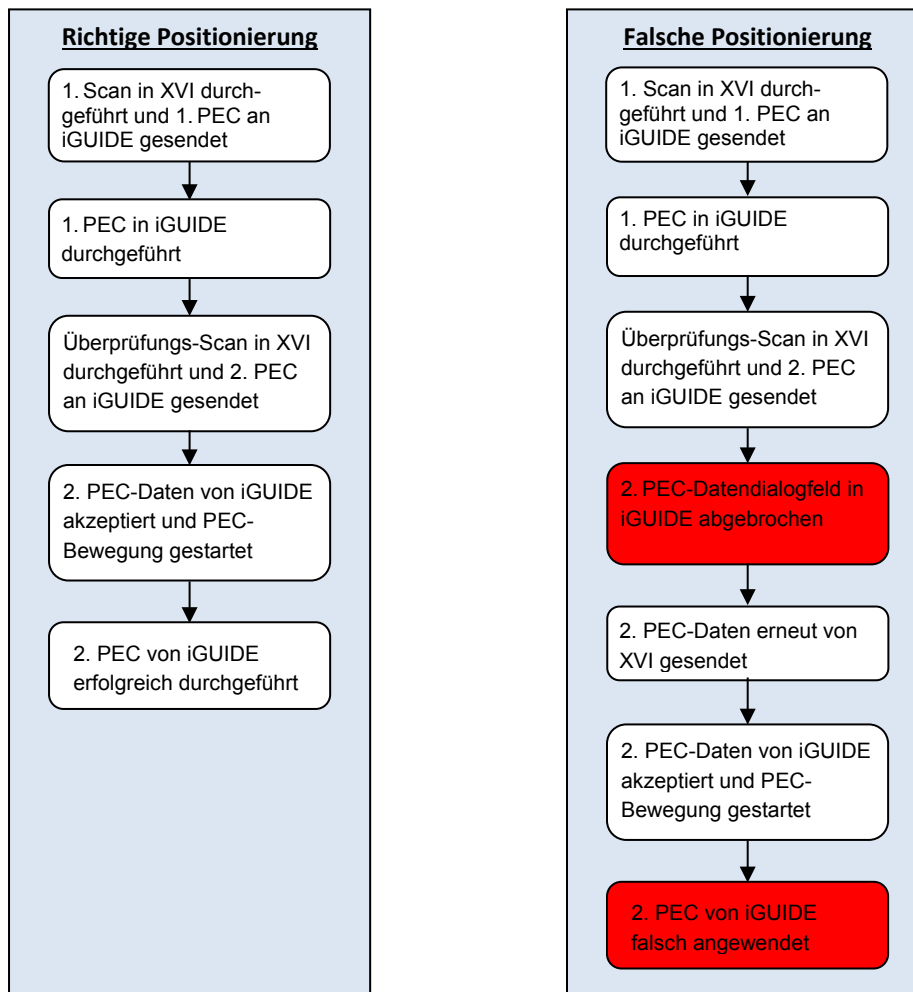 Richtige Positionierung
1. Scan in XVI durch-
geführt und 1. PEC an
iGUIDE gesendet
1. PEC in iGUIDE
durchgeführt
Überprüfungs-Scan in XVI
durchgeführt und 2. PEC
an iGUIDE gesendet
2. PEC-Daten von iGUIDE
akzeptiert und PEC-
Bewegung gestartet
2. PEC von iGUIDE
erfolgreich durchgeführt
Falsche Positionierung
1. Scan in XVI durch-
geführt und 1. PEC an
iGUIDE gesendet
1. PEC in iGUIDE
durchgeführt
Überprüfungs-Scan in XVI
durchgeführt und 2. PEC
an iGUIDE gesendet
2. PEC-Datendialogfeld in
iGUIDE abgebrochen
2. PEC-Daten erneut von
XVI gesendet
2. PEC-Daten von iGUIDE
akzeptiert und PEC-
Bewegung gestartet
2. PEC von iGUIDE
falsch angewendet